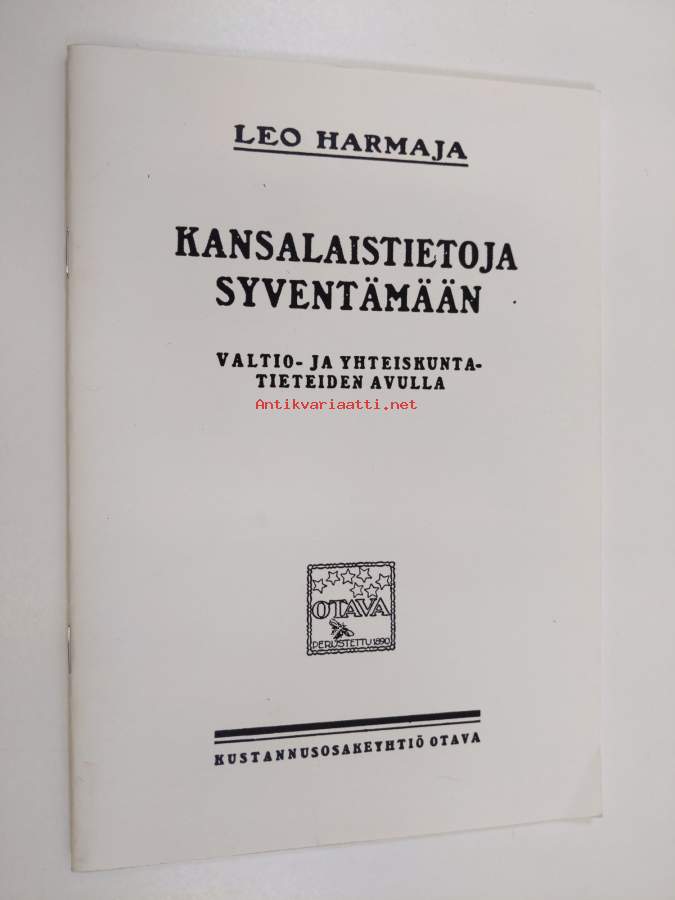 LEO HARMAJA
KANSALAISTIETOJA
SYVENTÄMÄÄN
VALTIO- JA YHTEISKUNTA-
TIETEIDEN AVULLA
Antikvariaatti.net
OTAVA
PERUSTETTU 1890
KUSTANNUSOSAKEYHTIÖ OTAVA